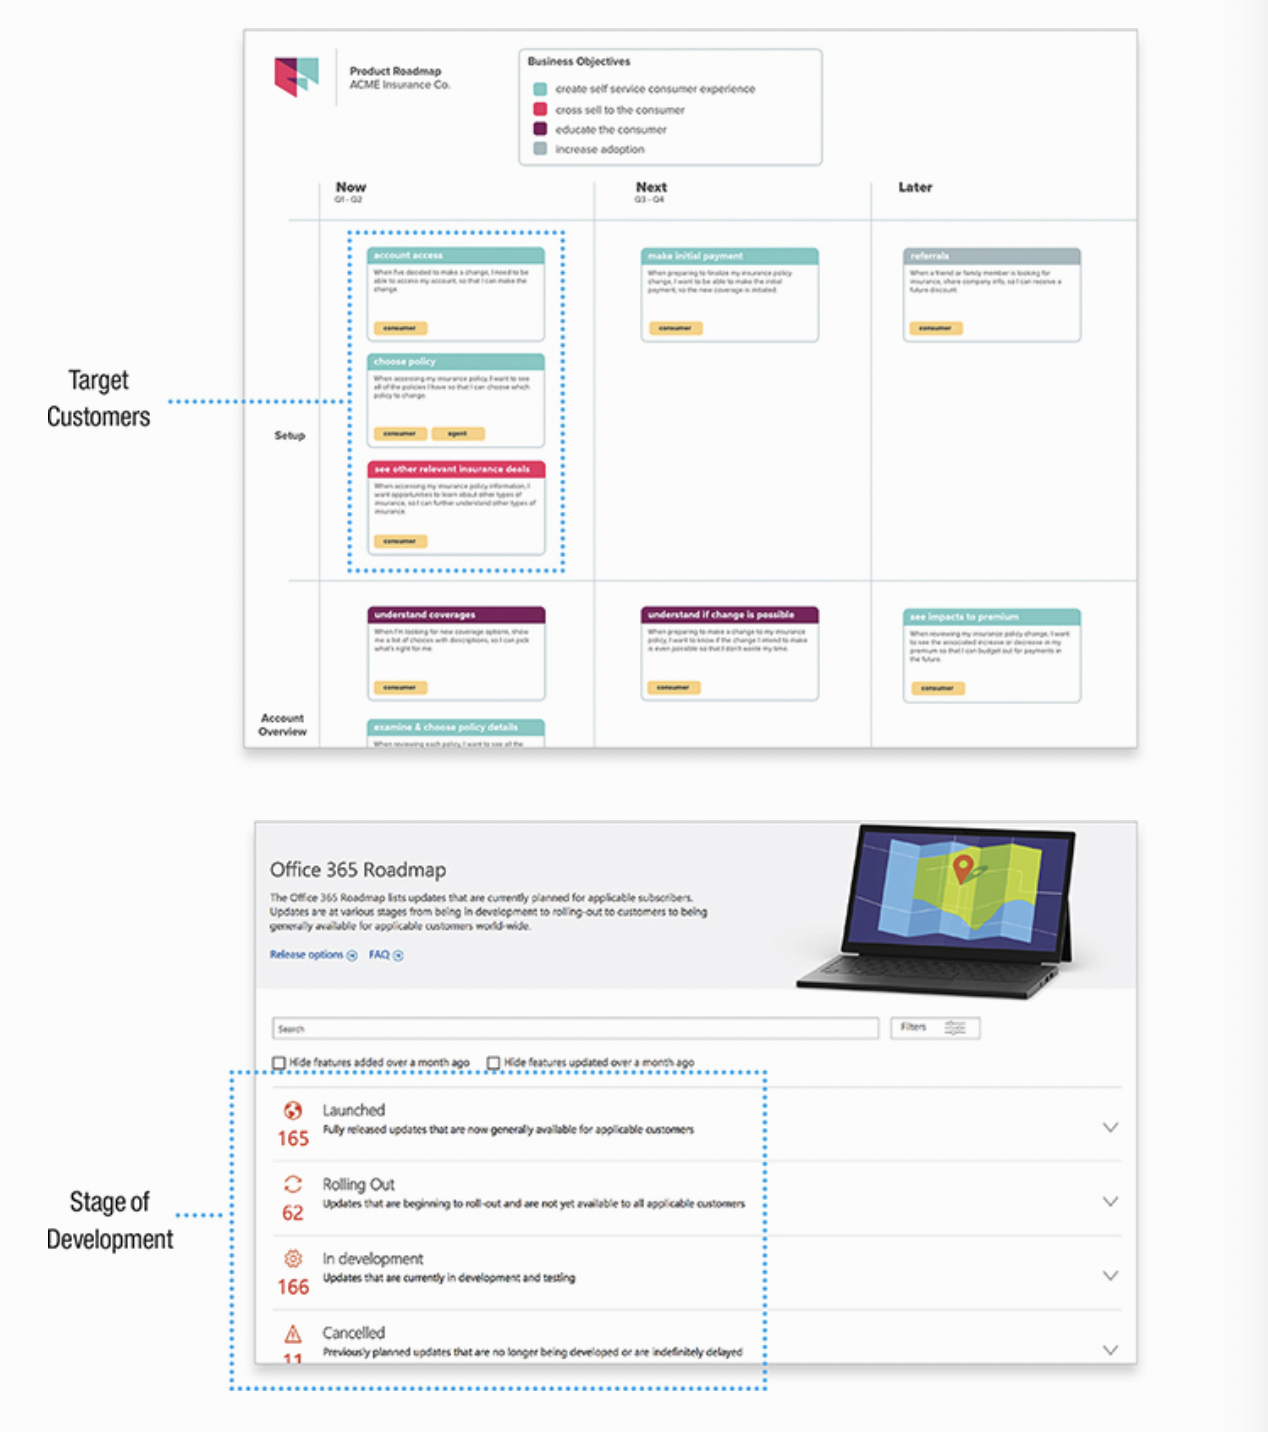 Product Roadmap
ACME Insurance Co.
Business Objectives
create self service consumer experience
cross sell to the consumer
educate the consumer
increase adoption
Now
Q1 - Q2
Next
Q3 - Q4
Later
Target
Customers
Setup
account access
When I've decided to make a change, I need to be
able to access my account, so that I can make the
change.
consumer
choose policy
When accessing my insurance policy, I want to see
all of the policies I have so that I can choose which
policy to change.
consumer agent
see other relevant insurance deals
When accessing my insurance policy information, I
want opportunities to learn about other types of
insurance, so I can further understand other types of
insurance.
consumer
make initial payment
When preparing to finalize my insurance policy
change, I want to be able to make the initial
payment, so the new coverage is initiated.
consumer
referrals
When a friend or family member is looking for
insurance, share company info, so I can receive a
future discount.
consumer
Account
Overview
understand coverages
When I'm looking for new coverage options, show
me a list of choices with descriptions, so I can pick
what's right for me.
consumer
examine & choose policy details
When reviewing each policy, I want to see all the
understand if change is possible
When preparing to make a change to my insurance
policy, I want to know if the change I intend to make
is even possible so that I don't waste my time.
consumer
see impacts to premium
When reviewing my insurance policy change, I want
to see the associated increase or decrease in my
premium so that I can budget out for payments in
the future.
consumer
Office 365 Roadmap
The Office 365 Roadmap lists updates that are currently planned for applicable subscribers.
Updates are at various stages from being in development to rolling-out to customers to being
generally available for applicable customers world-wide.
Release options FAQ
Search
Filters
Hide features added over a month ago Hide features updated over a month ago
Stage of
Development
Launched
165
Fully released updates that are now generally available for applicable customers
Rolling Out
62
Updates that are beginning to roll-out and are not yet available to all applicable customers
In development
166
Updates that are currently in development and testing
Cancelled
11
Previously planned updates that are no longer being developed or are indefinitely delayed